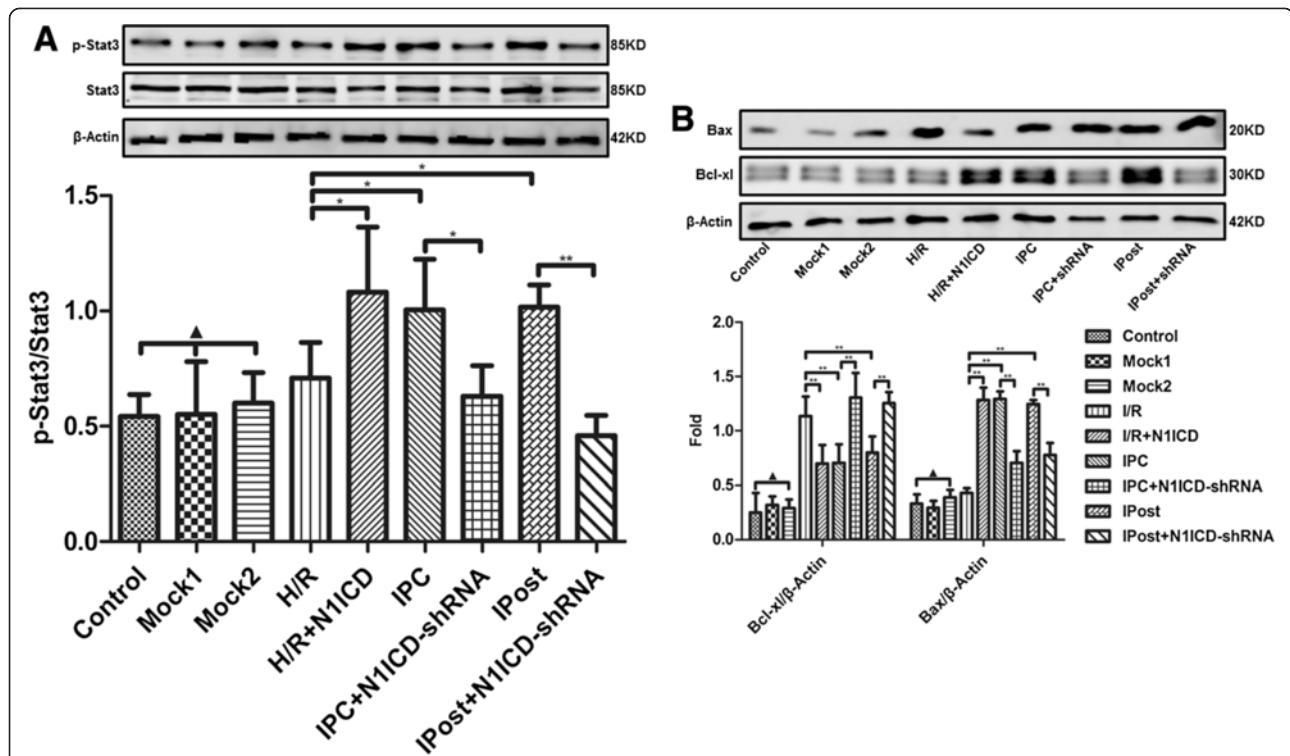 A
p-Stat3
85KD
Stat3
85KD
β-Actin
42KD
*
*
*
*
**
▲
1.5
1.0
0.5
0.0
p-Stat3/Stat3
Control
Mock1
Mock2
H/R
H/R+N1ICD
IPC
IPC+N1ICD-shRNA
IPost
IPost+N1ICD-shRNA
B
Bax
20KD
Bcl-xl
30KD
β-Actin
42KD
Control
Mock1
Mock2
H/R
H/R+N1ICD
IPC
IPC+shRNA
IPost
IPost+shRNA
2.0
1.5
1.0
0.5
0.0
Fold
▲
**
**
**
**
**
▲
**
**
**
**
**
Bcl-xl/β-Actin
Bax/β-Actin
Control
Mock1
Mock2
I/R
I/R+N1ICD
IPC
IPC+N1ICD-shRNA
IPost
IPost+N1ICD-shRNA